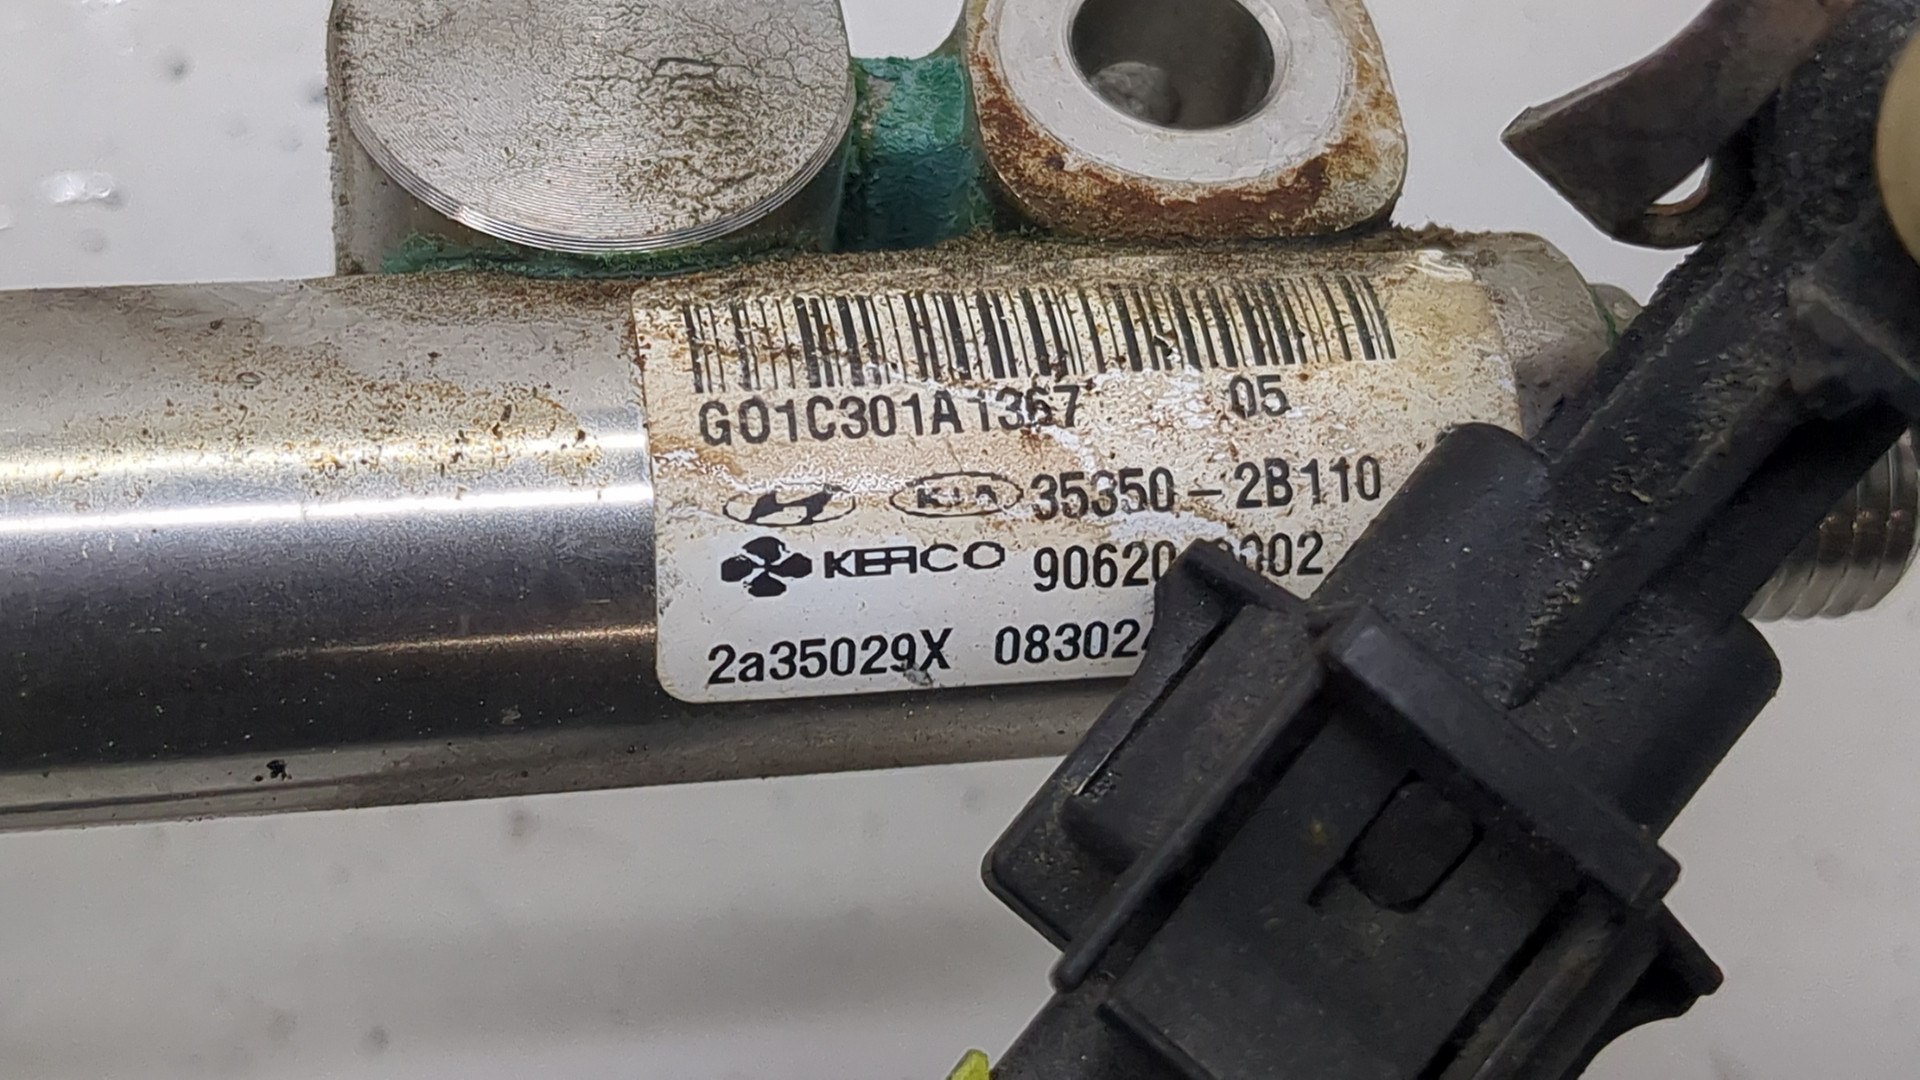 G01C301A1367 05
KIA 35350-2B110
KEFICO
2a35029X